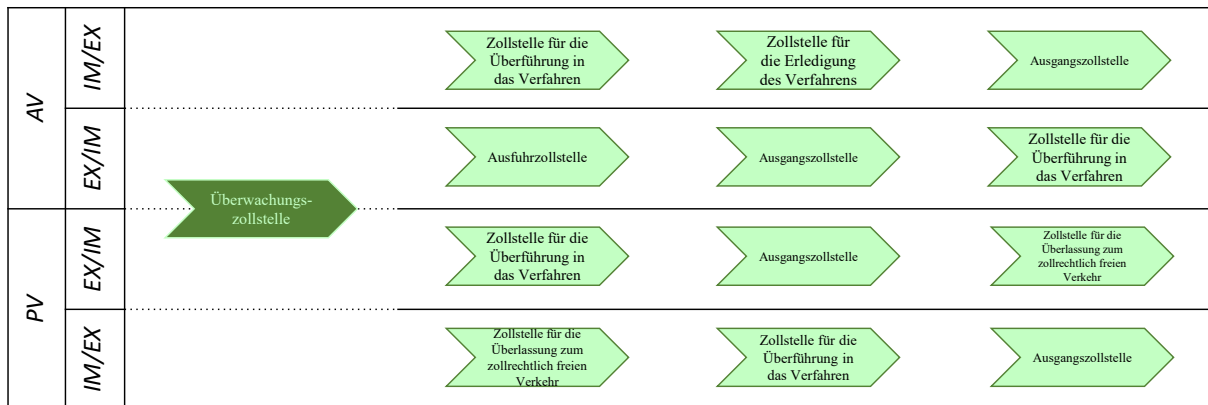 AV
IM/EX
Zollstelle für die
Überführung in
das Verfahren
Zollstelle für
die Erledigung
des Verfahrens
Ausgangszollstelle
EX/IM
Ausfuhrzollstelle
Ausgangszollstelle
Zollstelle für die
Überführung in
das Verfahren
Überwachungs-
zollstelle
PV
EX/IM
Zollstelle für die
Überführung in
das Verfahren
Ausgangszollstelle
Zollstelle für die
Überlassung zum
zollrechtlich freien
Verkehr
IM/EX
Zollstelle für die
Überlassung zum
zollrechtlich freien
Verkehr
Zollstelle für die
Überführung in
das Verfahren
Ausgangszollstelle